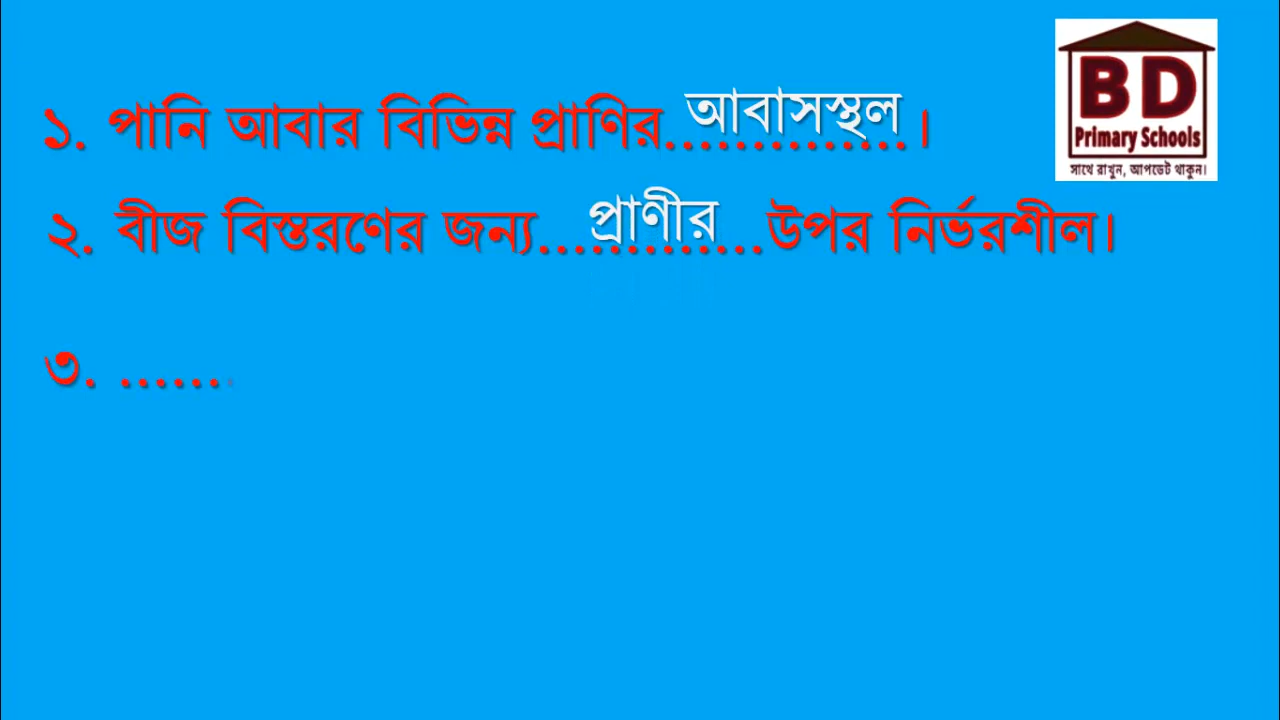 ১. পানি আবার বিভিন্ন প্রাণির..............।
আবাসস্থল
২. বীজ বিস্তরণের জন্য.............উপর নির্ভরশীল।
প্রাণীর
৩. .......
BD
Primary Schools
সাথে রাখুন, আপডেট থাকুন।